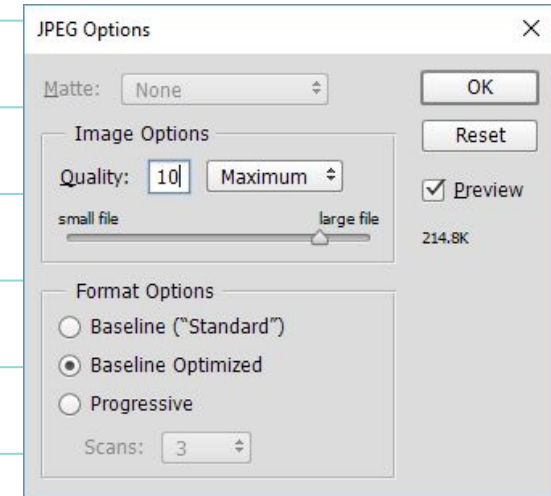 JPEG Options
Matte: None
OK
Image Options
Reset
Quality: 10 Maximum
Preview
small file large file
214.8K
Format Options
Baseline (“Standard”)
Baseline Optimized
Progressive
Scans: 3